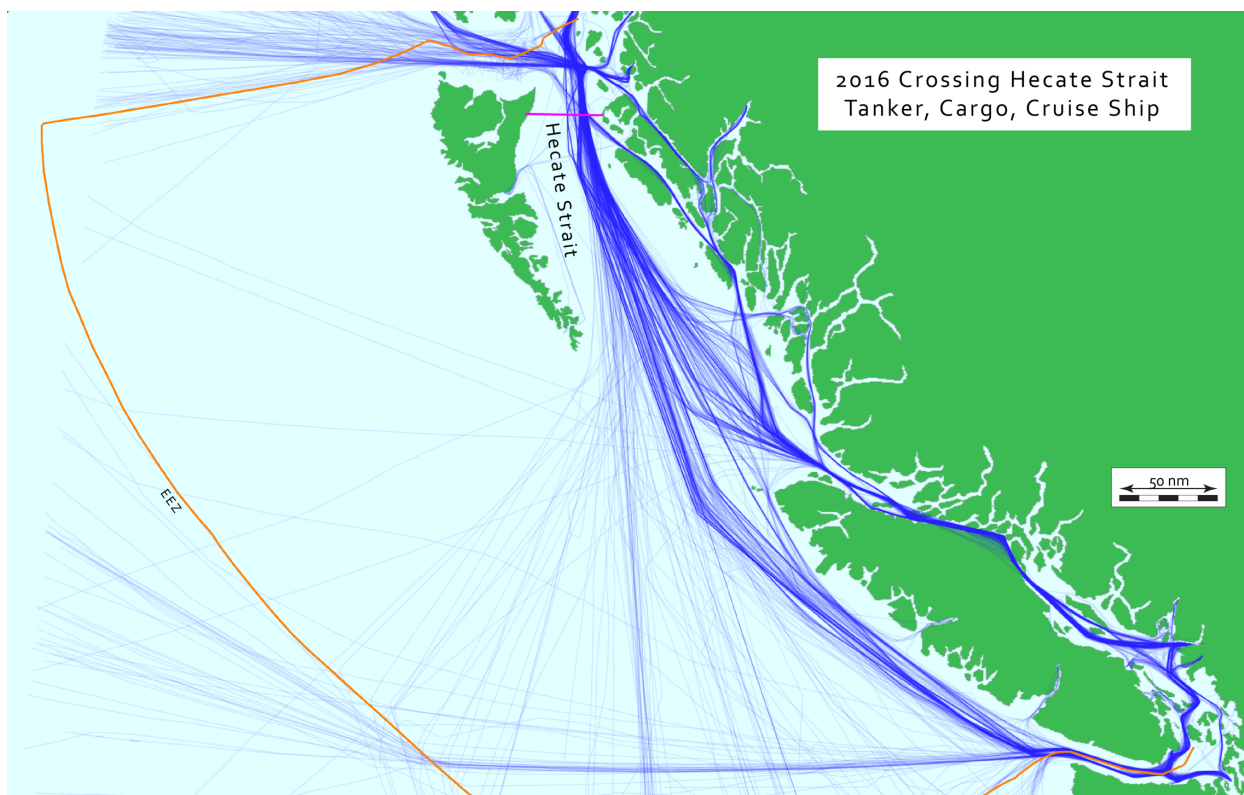 2016 Crossing Hecate Strait
Tanker, Cargo, Cruise Ship
Hecate Strait
50 nm
EEZ